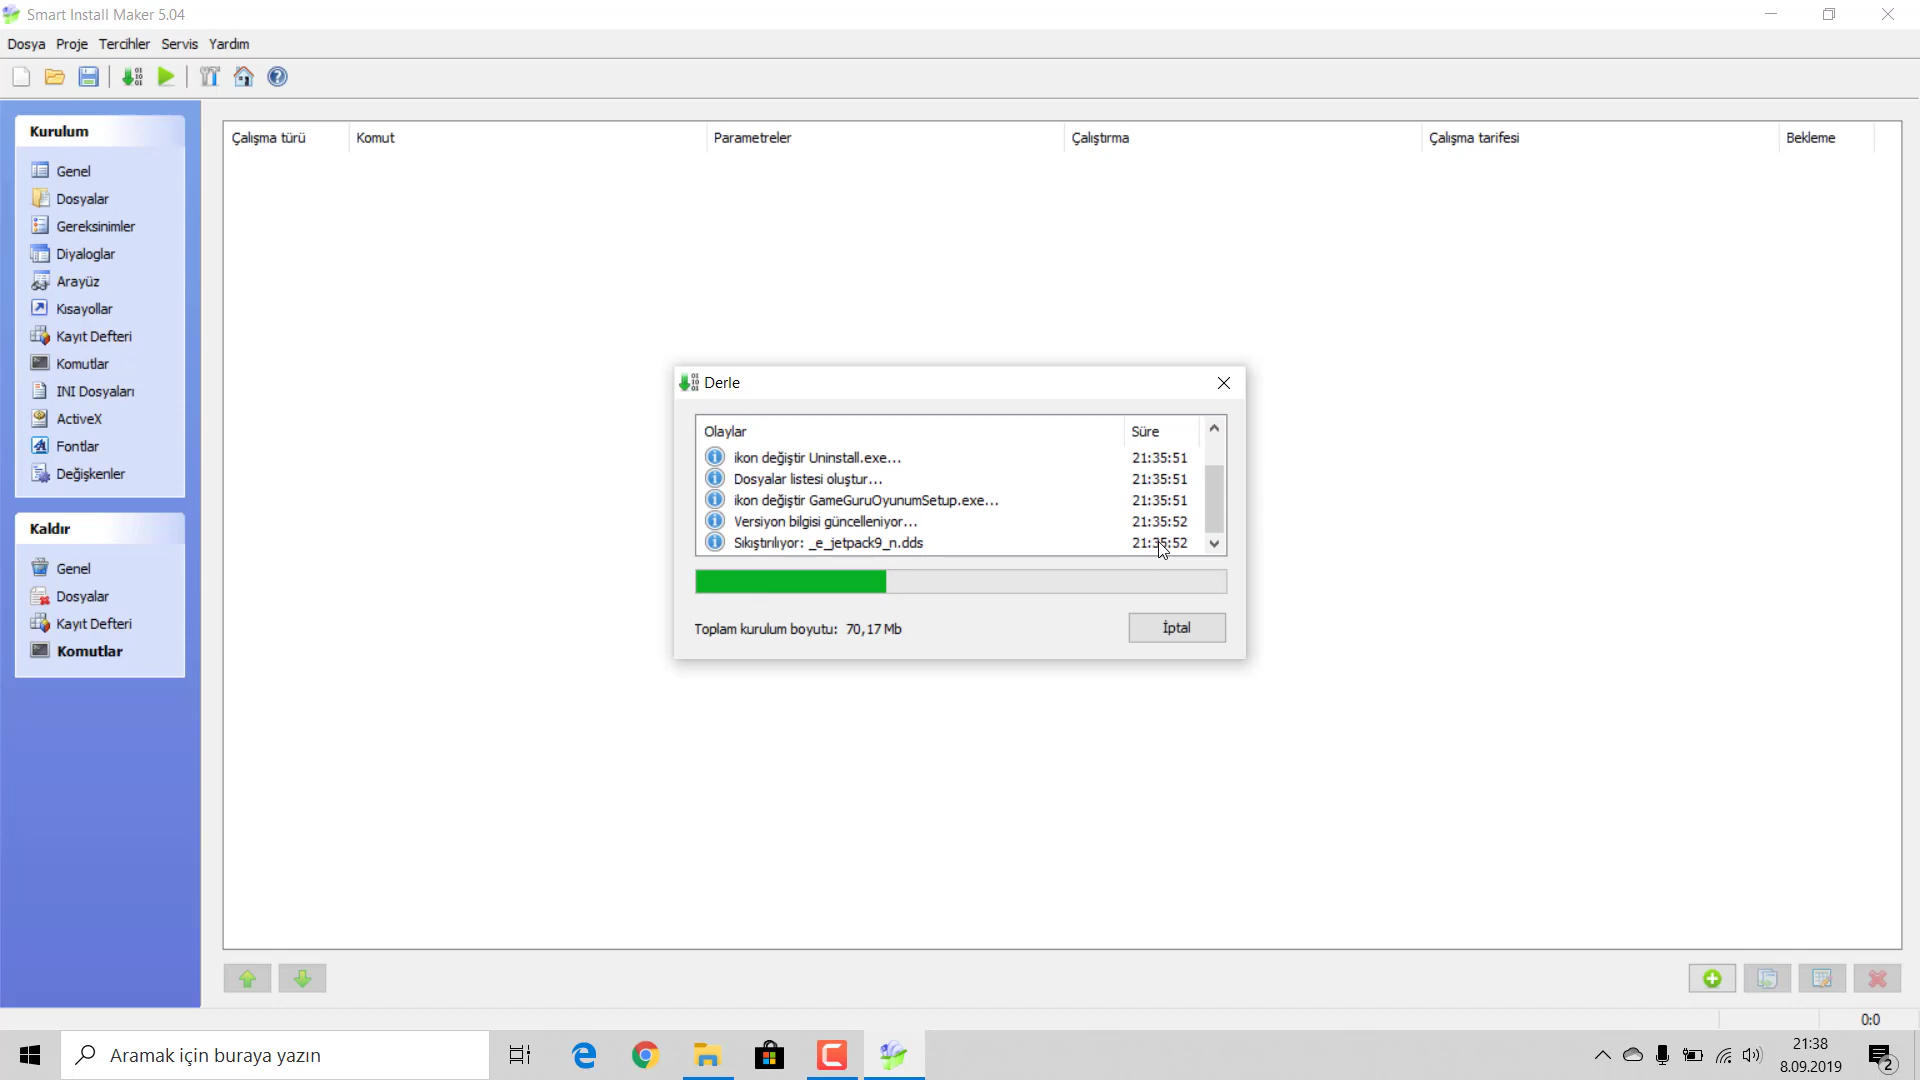 Smart Install Maker 5.04
Dosya Proje Tercihler Servis Yardım
Kurulum
Genel
Dosyalar
Gereksinimler
Diyaloglar
Arayüz
Kısayollar
Kayıt Defteri
Komutlar
INI Dosyaları
ActiveX
Fontlar
Değişkenler
Kaldır
Genel
Dosyalar
Kayıt Defteri
Komutlar
Çalışma türü Komut Parametreler Çalıştırma Çalışma tarifesi Bekleme
Derle
Olaylar Süre
ikon değiştir Uninstall.exe... 21:35:51
Dosyalar listesi oluştur... 21:35:51
ikon değiştir GameGuruOyunumSetup.exe... 21:35:51
Versiyon bilgisi güncelleniyor... 21:35:52
Sıkıştırılıyor: _e_jetpack9_n.dds 21:35:52
Toplam kurulum boyutu: 70,17 Mb
İptal
0:0
Aramak için buraya yazın
21:38
8.09.2019
2